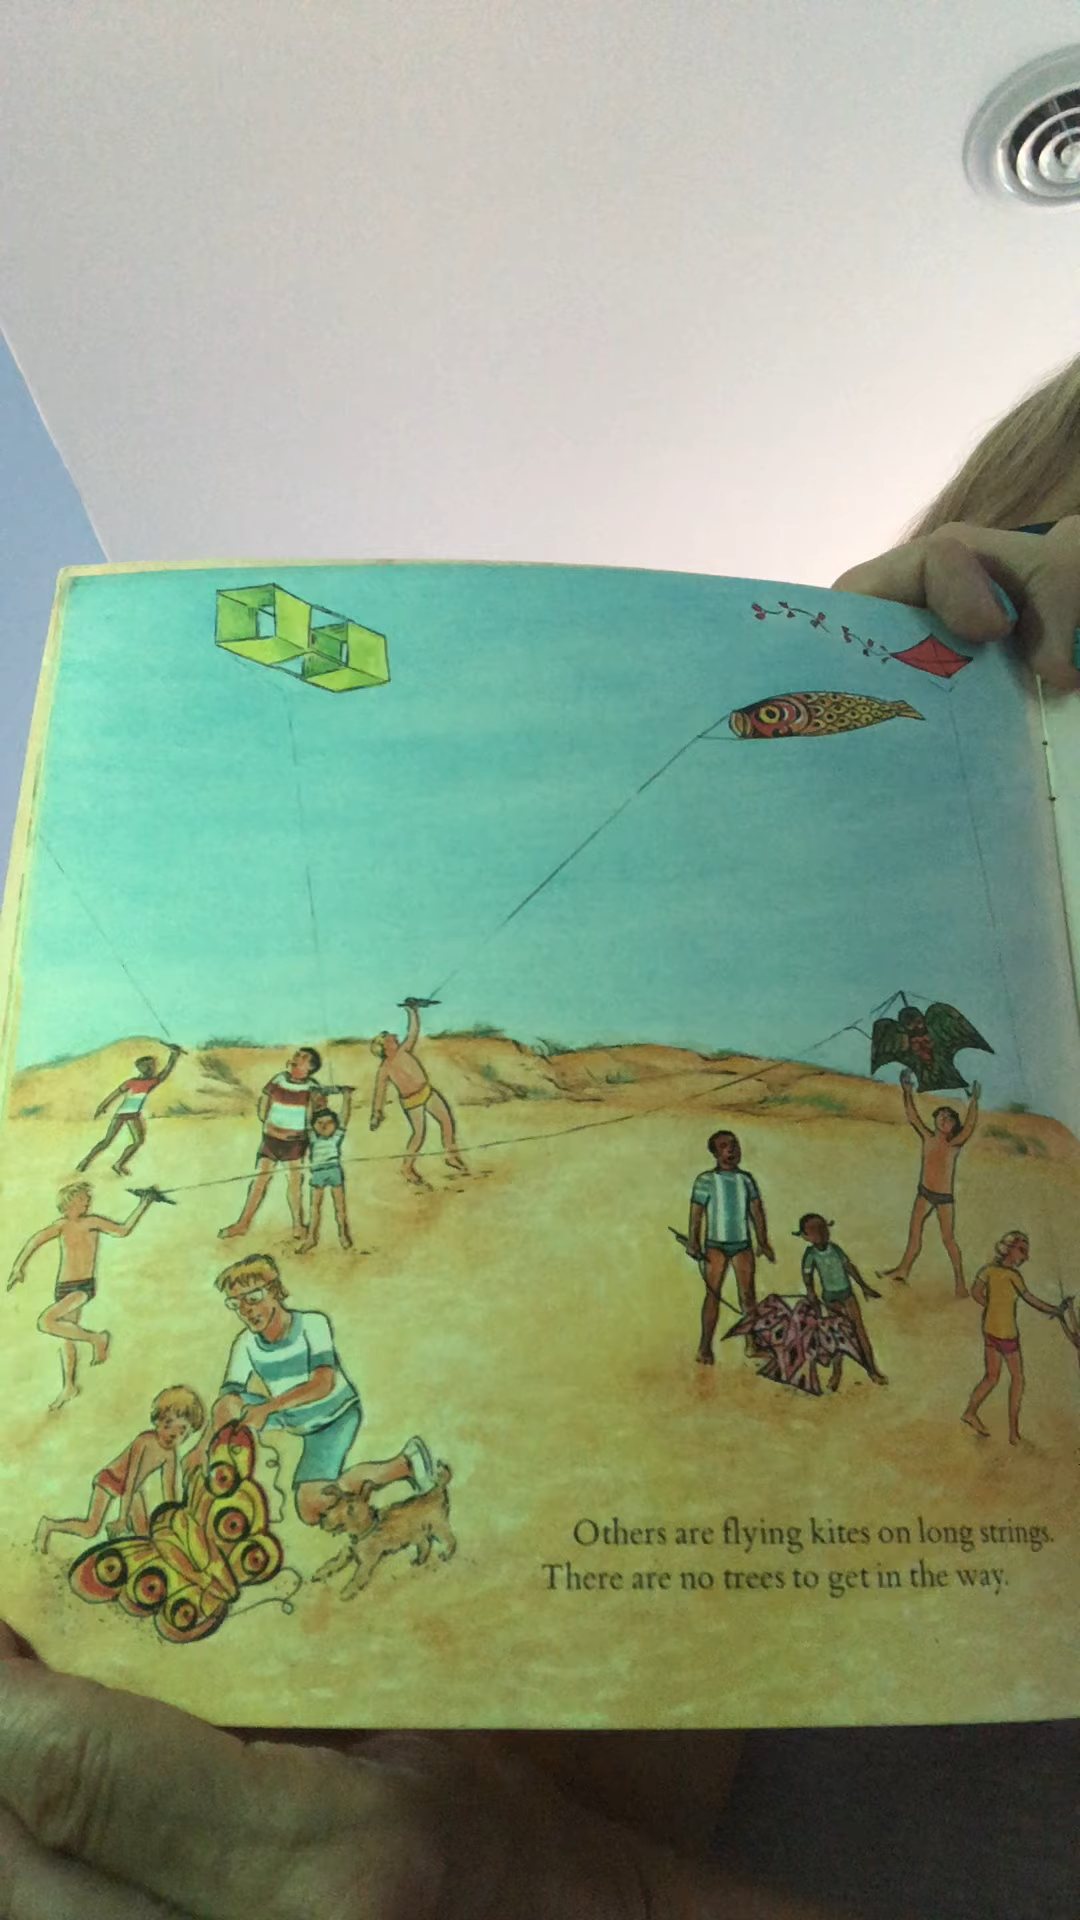 Others are flying kites on long strings.
There are no trees to get in the way.